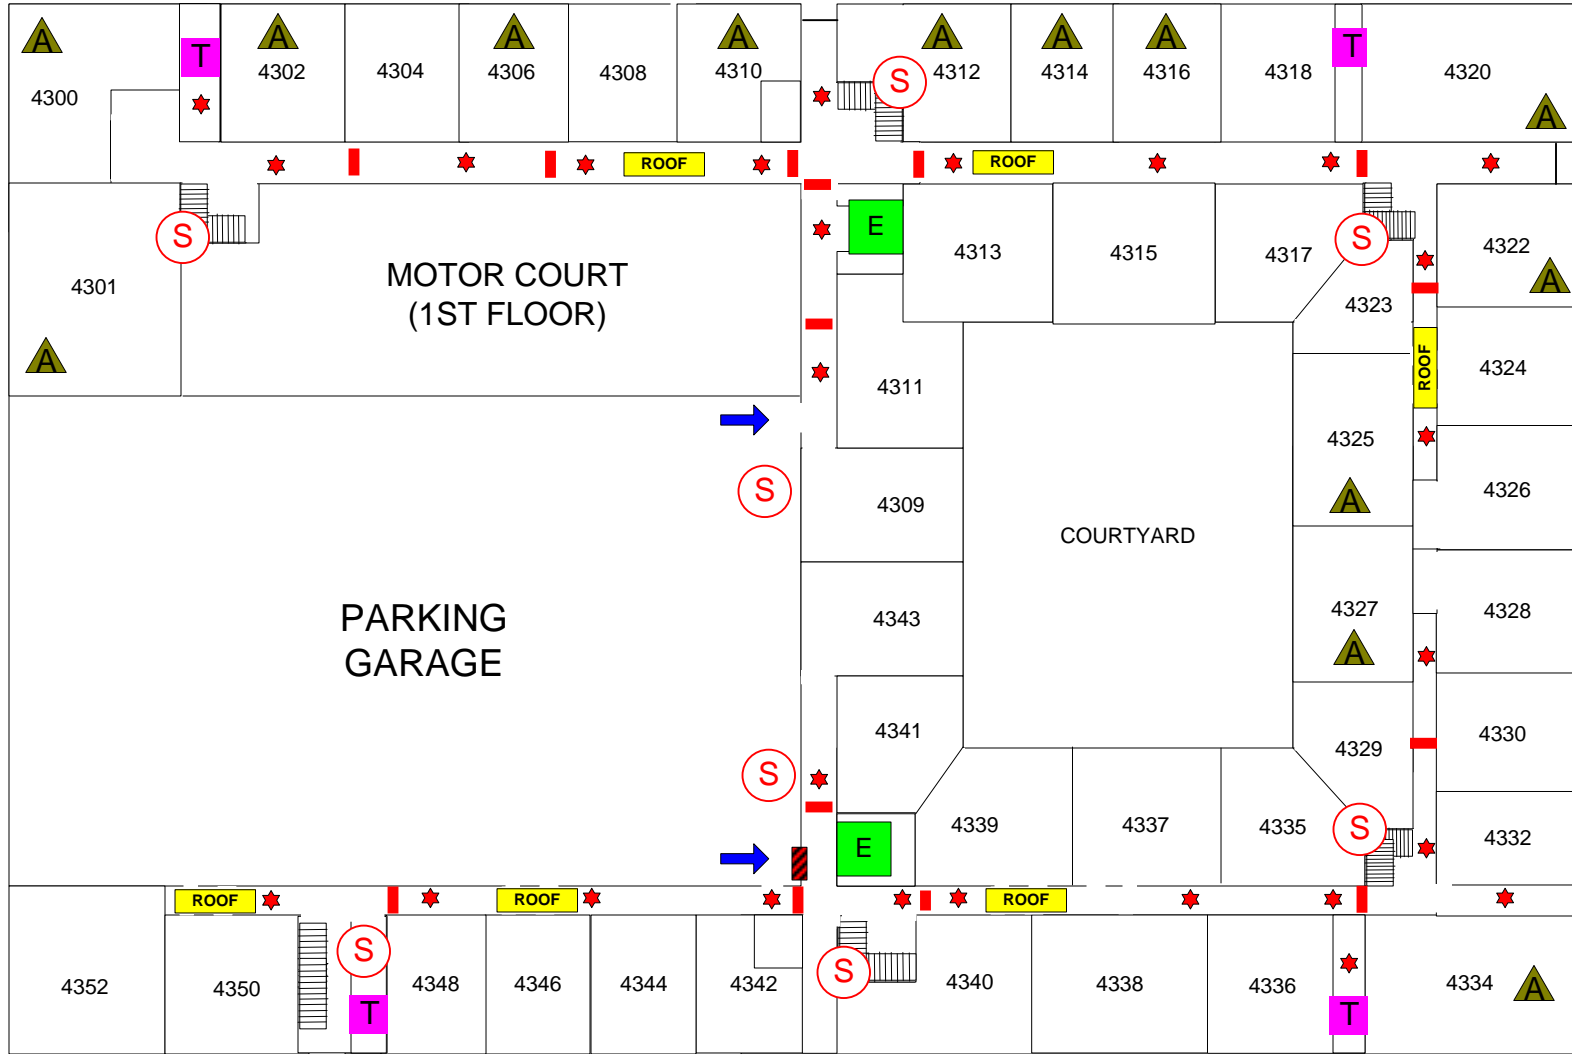 A
T
A
A
A
A
A
A
T
4300
4302
4304
4306
4308
4310
S
4312
4314
4316
4318
4320
A
ROOF
ROOF
S
4301
MOTOR COURT
(1ST FLOOR)
E
4313
4315
4317
S
4322
A
4323
A
4311
ROOF
4324
S
4309
COURTYARD
4325
A
4326
PARKING
GARAGE
4343
4327
A
4328
S
4341
4329
4330
E
4339
4337
4335
S
4332
ROOF
ROOF
ROOF
4352
4350
S
T
4348
4346
4344
4342
S
4340
4338
4336
T
4334
A